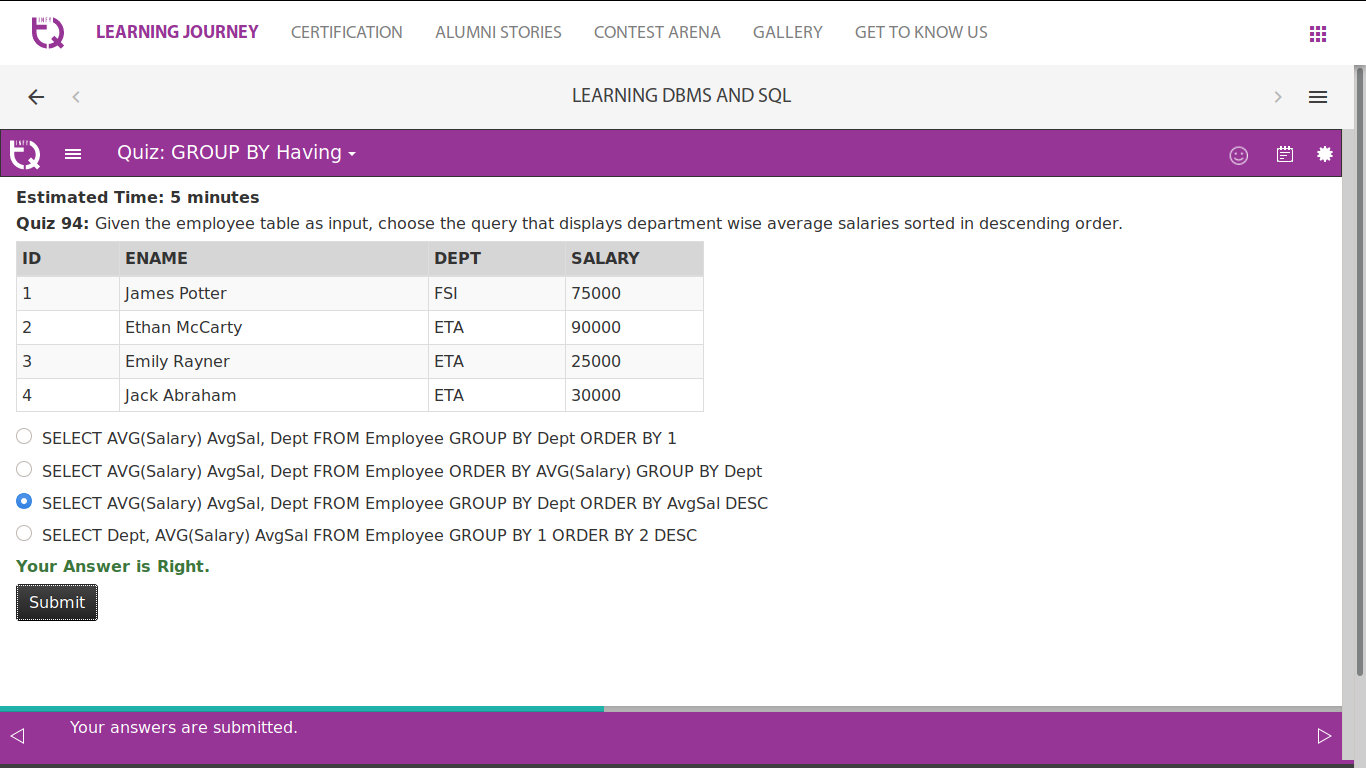 INFY
TQ
LEARNING JOURNEY CERTIFICATION ALUMNI STORIES CONTEST ARENA GALLERY GET TO KNOW US
LEARNING DBMS AND SQL
INFY
TQ
Quiz: GROUP BY Having
Estimated Time: 5 minutes
Quiz 94: Given the employee table as input, choose the query that displays department wise average salaries sorted in descending order.
ID ENAME DEPT SALARY
1 James Potter FSI 75000
2 Ethan McCarty ETA 90000
3 Emily Rayner ETA 25000
4 Jack Abraham ETA 30000
SELECT AVG(Salary) AvgSal, Dept FROM Employee GROUP BY Dept ORDER BY 1
SELECT AVG(Salary) AvgSal, Dept FROM Employee ORDER BY AVG(Salary) GROUP BY Dept
SELECT AVG(Salary) AvgSal, Dept FROM Employee GROUP BY Dept ORDER BY AvgSal DESC
SELECT Dept, AVG(Salary) AvgSal FROM Employee GROUP BY 1 ORDER BY 2 DESC
Your Answer is Right.
Submit
Your answers are submitted.